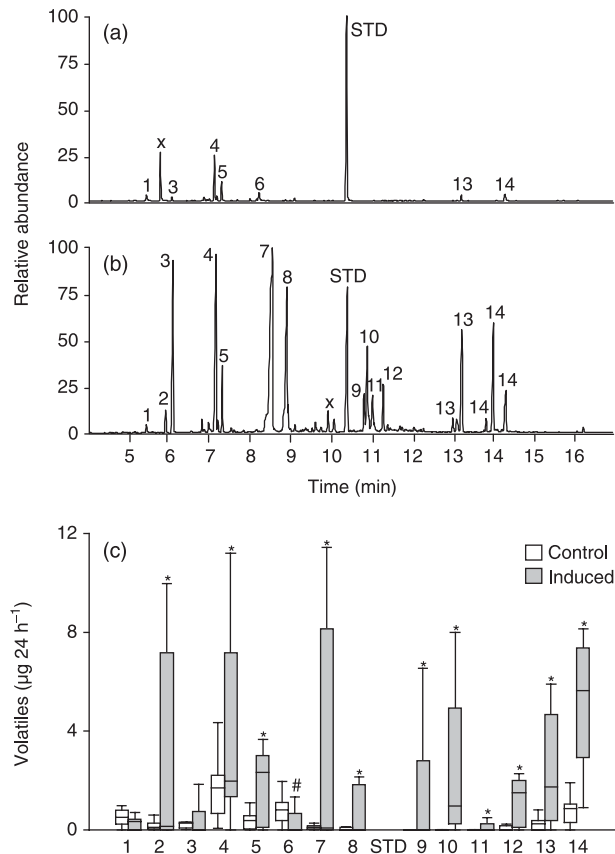 100
(a)
STD
75
50
x
4
25
1
3
5
6
13
14
0
Relative abundance
100
(b)
3
4
7
8
STD
75
13
14
50
10
5
9
11
12
25
2
1
x
13
14
14
0
5 6 7 8 9 10 11 12 13 14 15 16
Time (min)
12
(c)
Control
Induced
* * * # * * * * * * * *
8
4
0
Volatiles (µg 24 h⁻¹)
1 2 3 4 5 6 7 8 STD 9 10 11 12 13 14